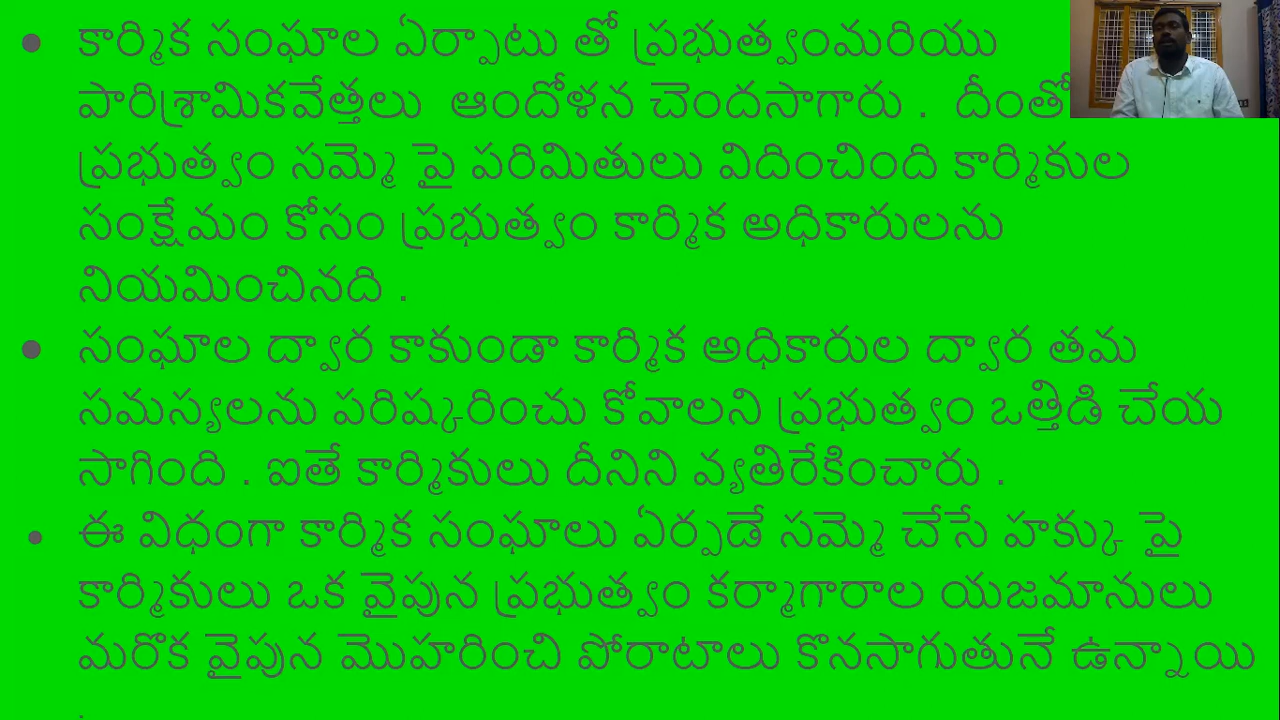 కార్మిక సంఘాల ఏర్పాటు తో ప్రభుత్వంమరియు
పారిశ్రామికవేత్తలు ఆందోళన చెందసాగారు . దీంతో
ప్రభుత్వం సమ్మె పై పరిమితులు విదించింది కార్మికుల
సంక్షేమం కోసం ప్రభుత్వం కార్మిక అధికారులను
నియమించినది .
సంఘాల ద్వార కాకుండా కార్మిక అధికారుల ద్వార తమ
సమస్యలను పరిష్కరించు కోవాలని ప్రభుత్వం ఒత్తిడి చేయ
సాగింది . ఐతే కార్మికులు దీనిని వ్యతిరేకించారు .
ఈ విధంగా కార్మిక సంఘాలు ఏర్పడే సమ్మె చేసే హక్కు పై
కార్మికులు ఒక వైపున ప్రభుత్వం కర్మాగారాల యజమానులు
మరొక వైపున మొహరించి పోరాటాలు కొనసాగుతునే ఉన్నాయి
.